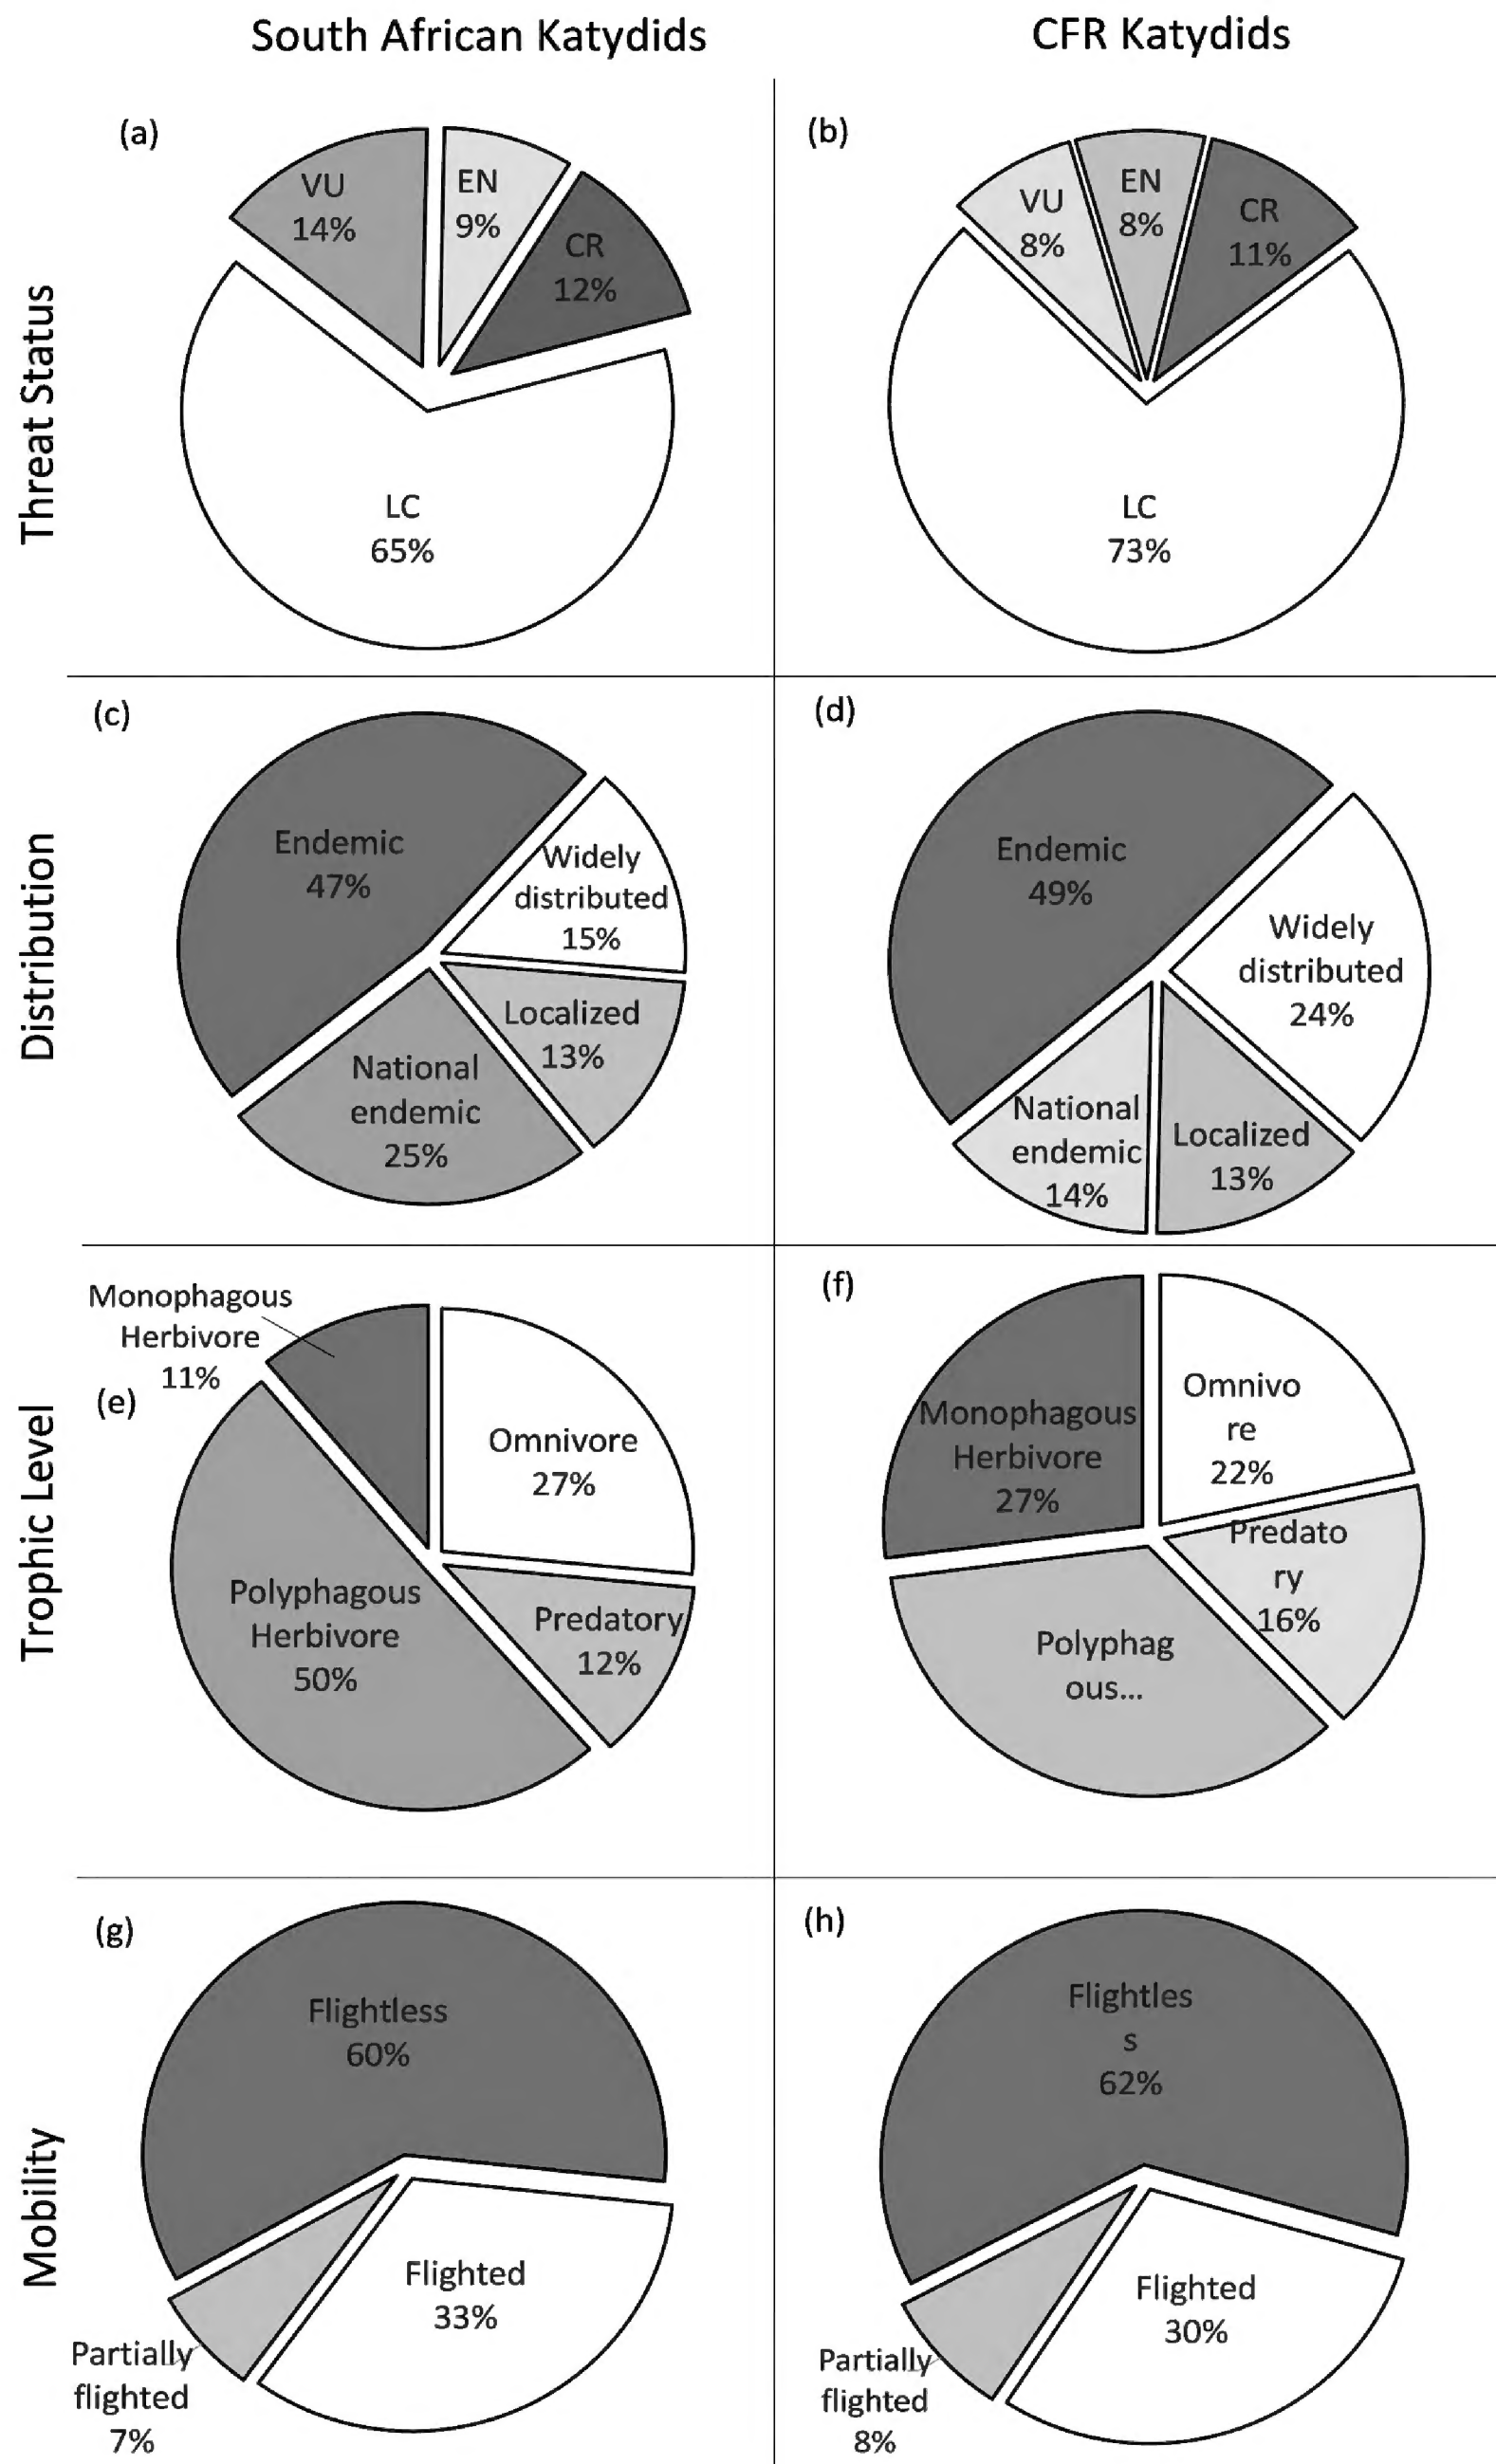 South African Katydids
CFR Katydids
Threat Status
(a)
VU
14%
EN
9%
CR
12%
LC
65%
(b)
VU
8%
EN
8%
CR
11%
LC
73%
Distribution
(c)
Endemic
47%
Widely
distributed
15%
Localized
13%
National
endemic
25%
(d)
Endemic
49%
Widely
distributed
24%
Localized
13%
National
endemic
14%
Trophic Level
(e)
Monophagous
Herbivore
11%
Omnivore
27%
Polyphagous
Herbivore
50%
Predatory
12%
(f)
Monophagous
Herbivore
27%
Omnivo
re
22%
Predato
ry
16%
Polyphag
ous...
Mobility
(g)
Flightless
60%
Flighted
33%
Partially
flighted
7%
(h)
Flightles
s
62%
Flighted
30%
Partially
flighted
8%